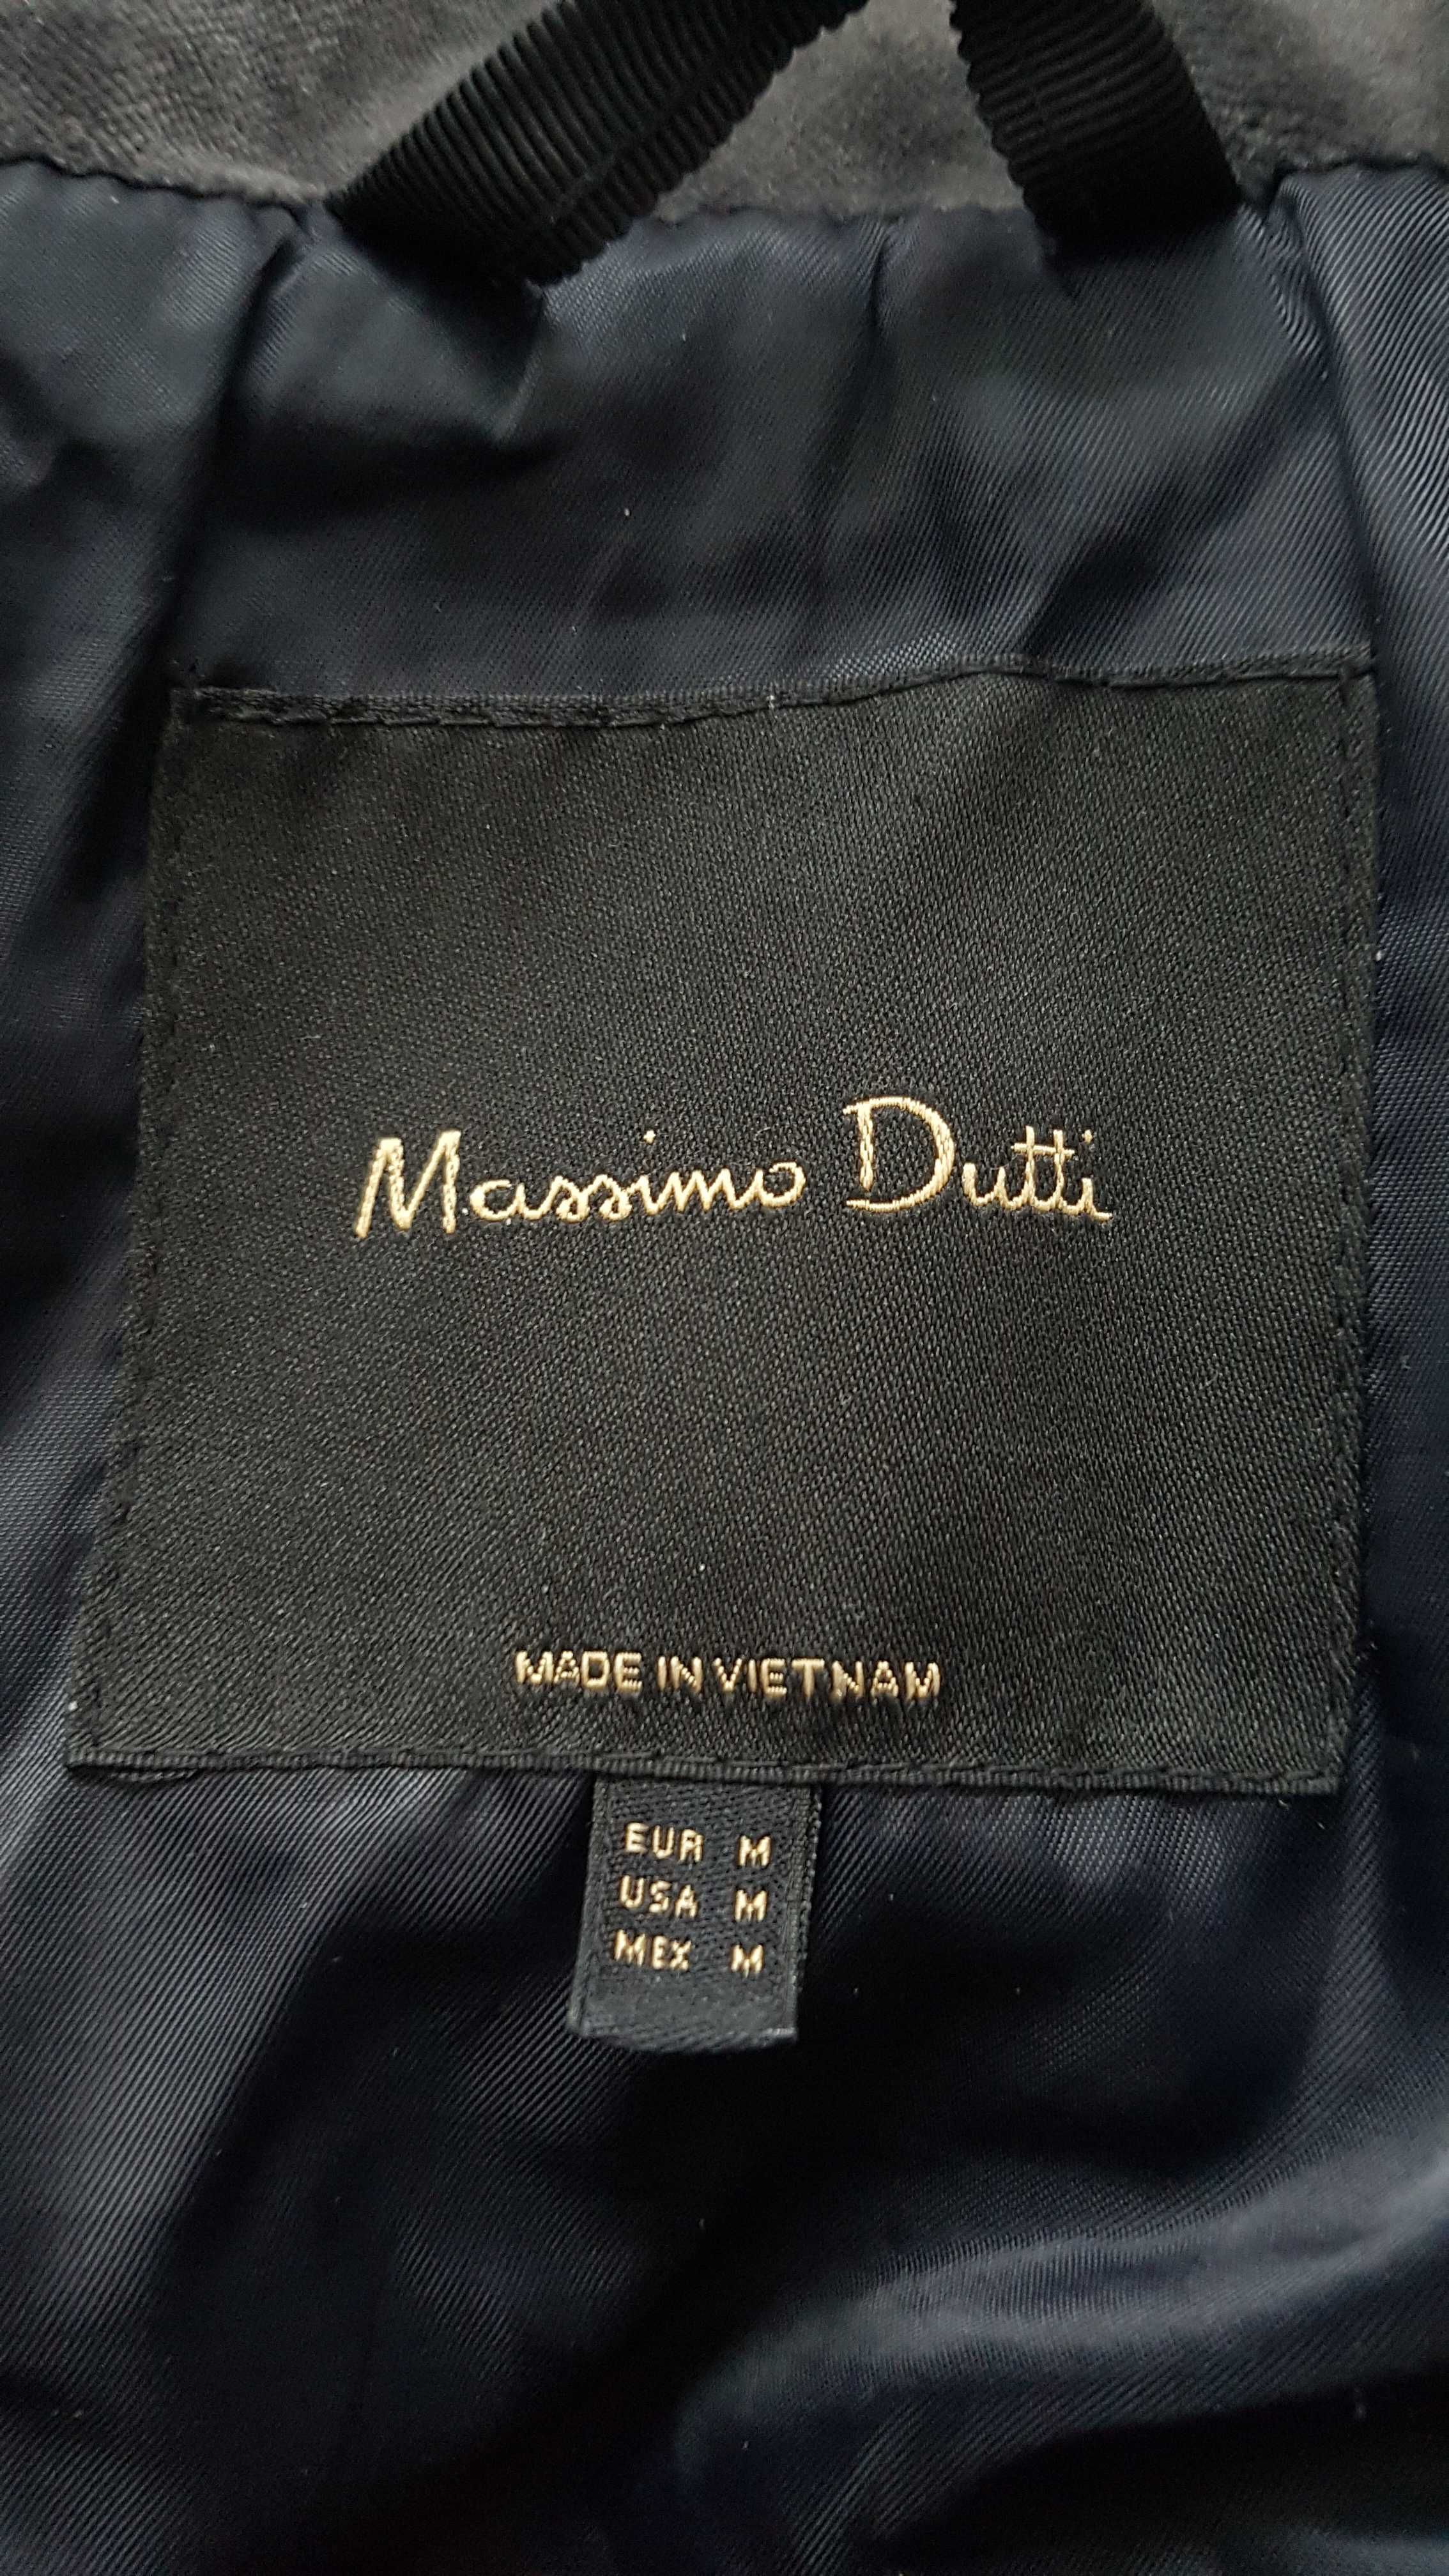 Massimo Dutti
MADE IN VIETNAM
EUR M
USA M
MEX M